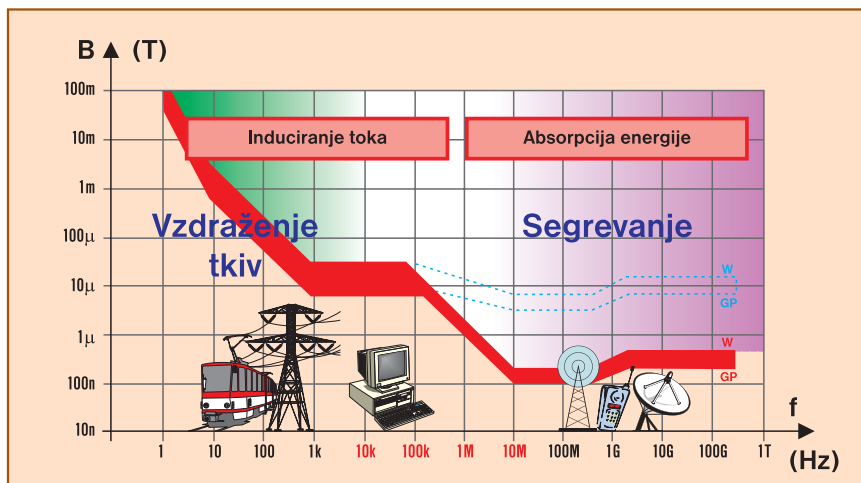 B (T)
100m
10m
1m
100μ
10μ
1μ
100n
10n
Induciranje toka
Absorpcija energije
Vzdraženje
tkiv
Segrevanje
W
GP
W
GP
f
(Hz)
1 10 100 1k 10k 100k 1M 10M 100M 1G 10G 100G 1T